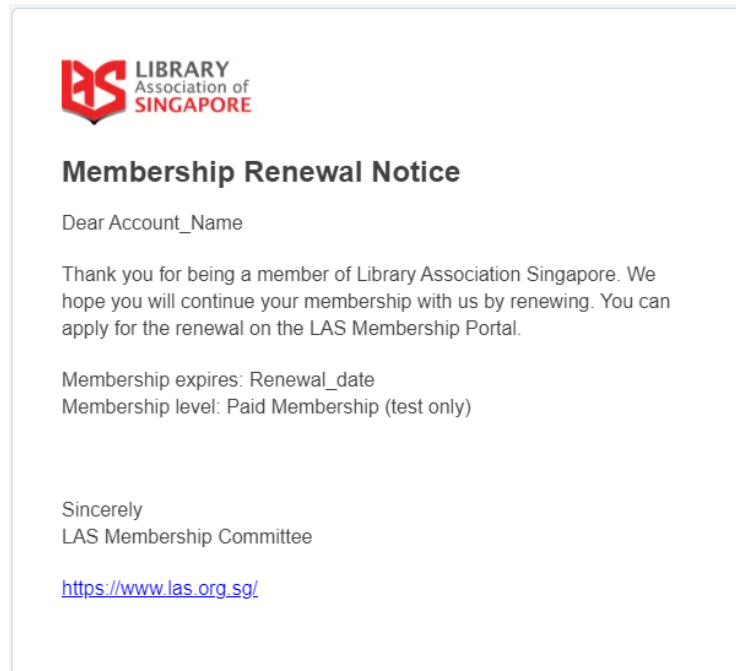 LAS
LIBRARY
Association of
SINGAPORE
Membership Renewal Notice
Dear Account_Name
Thank you for being a member of Library Association Singapore. We
hope you will continue your membership with us by renewing. You can
apply for the renewal on the LAS Membership Portal.
Membership expires: Renewal_date
Membership level: Paid Membership (test only)
Sincerely
LAS Membership Committee
https://www.las.org.sg/